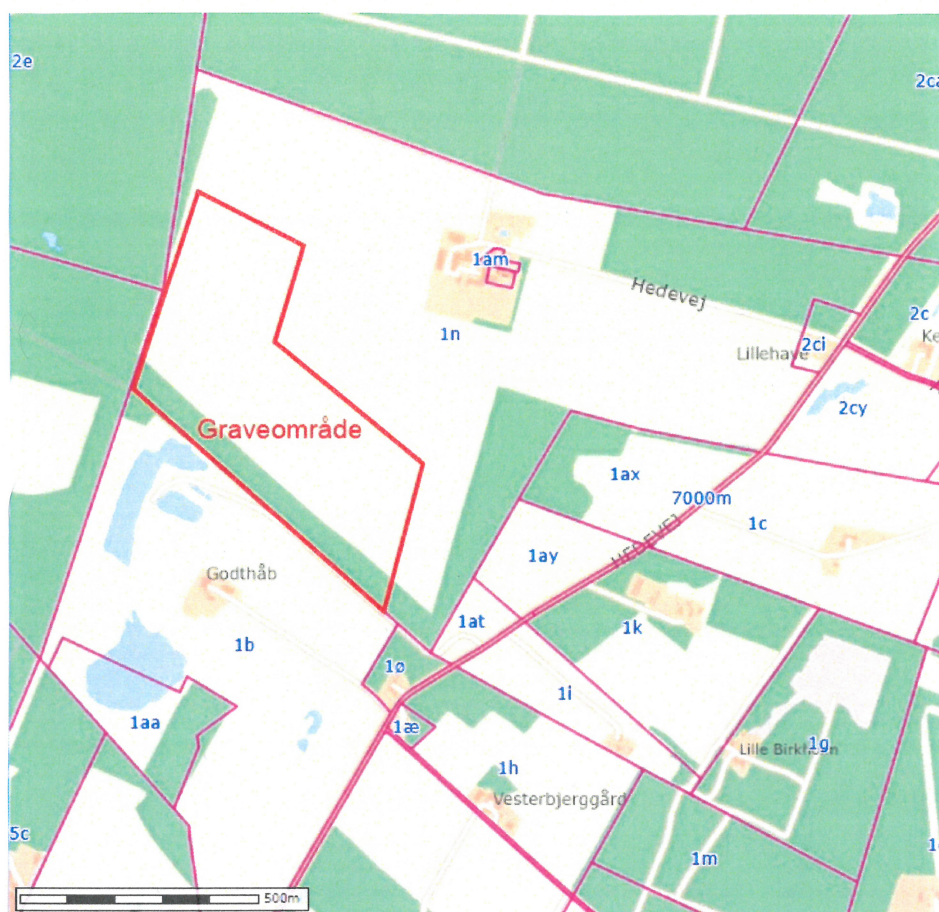 2e
2ca
1am
Hedevej
2c
Ke
1n
Lillehave
2ci
2cy
Graveområde
1ax
7000m
1c
HEDEVEJ
1ay
Godthåb
1at
1k
1b
1ø
1i
1aa
1æ
Lille Birkholm
1g
1h
Vesterbjerggård
5c
1m
500m